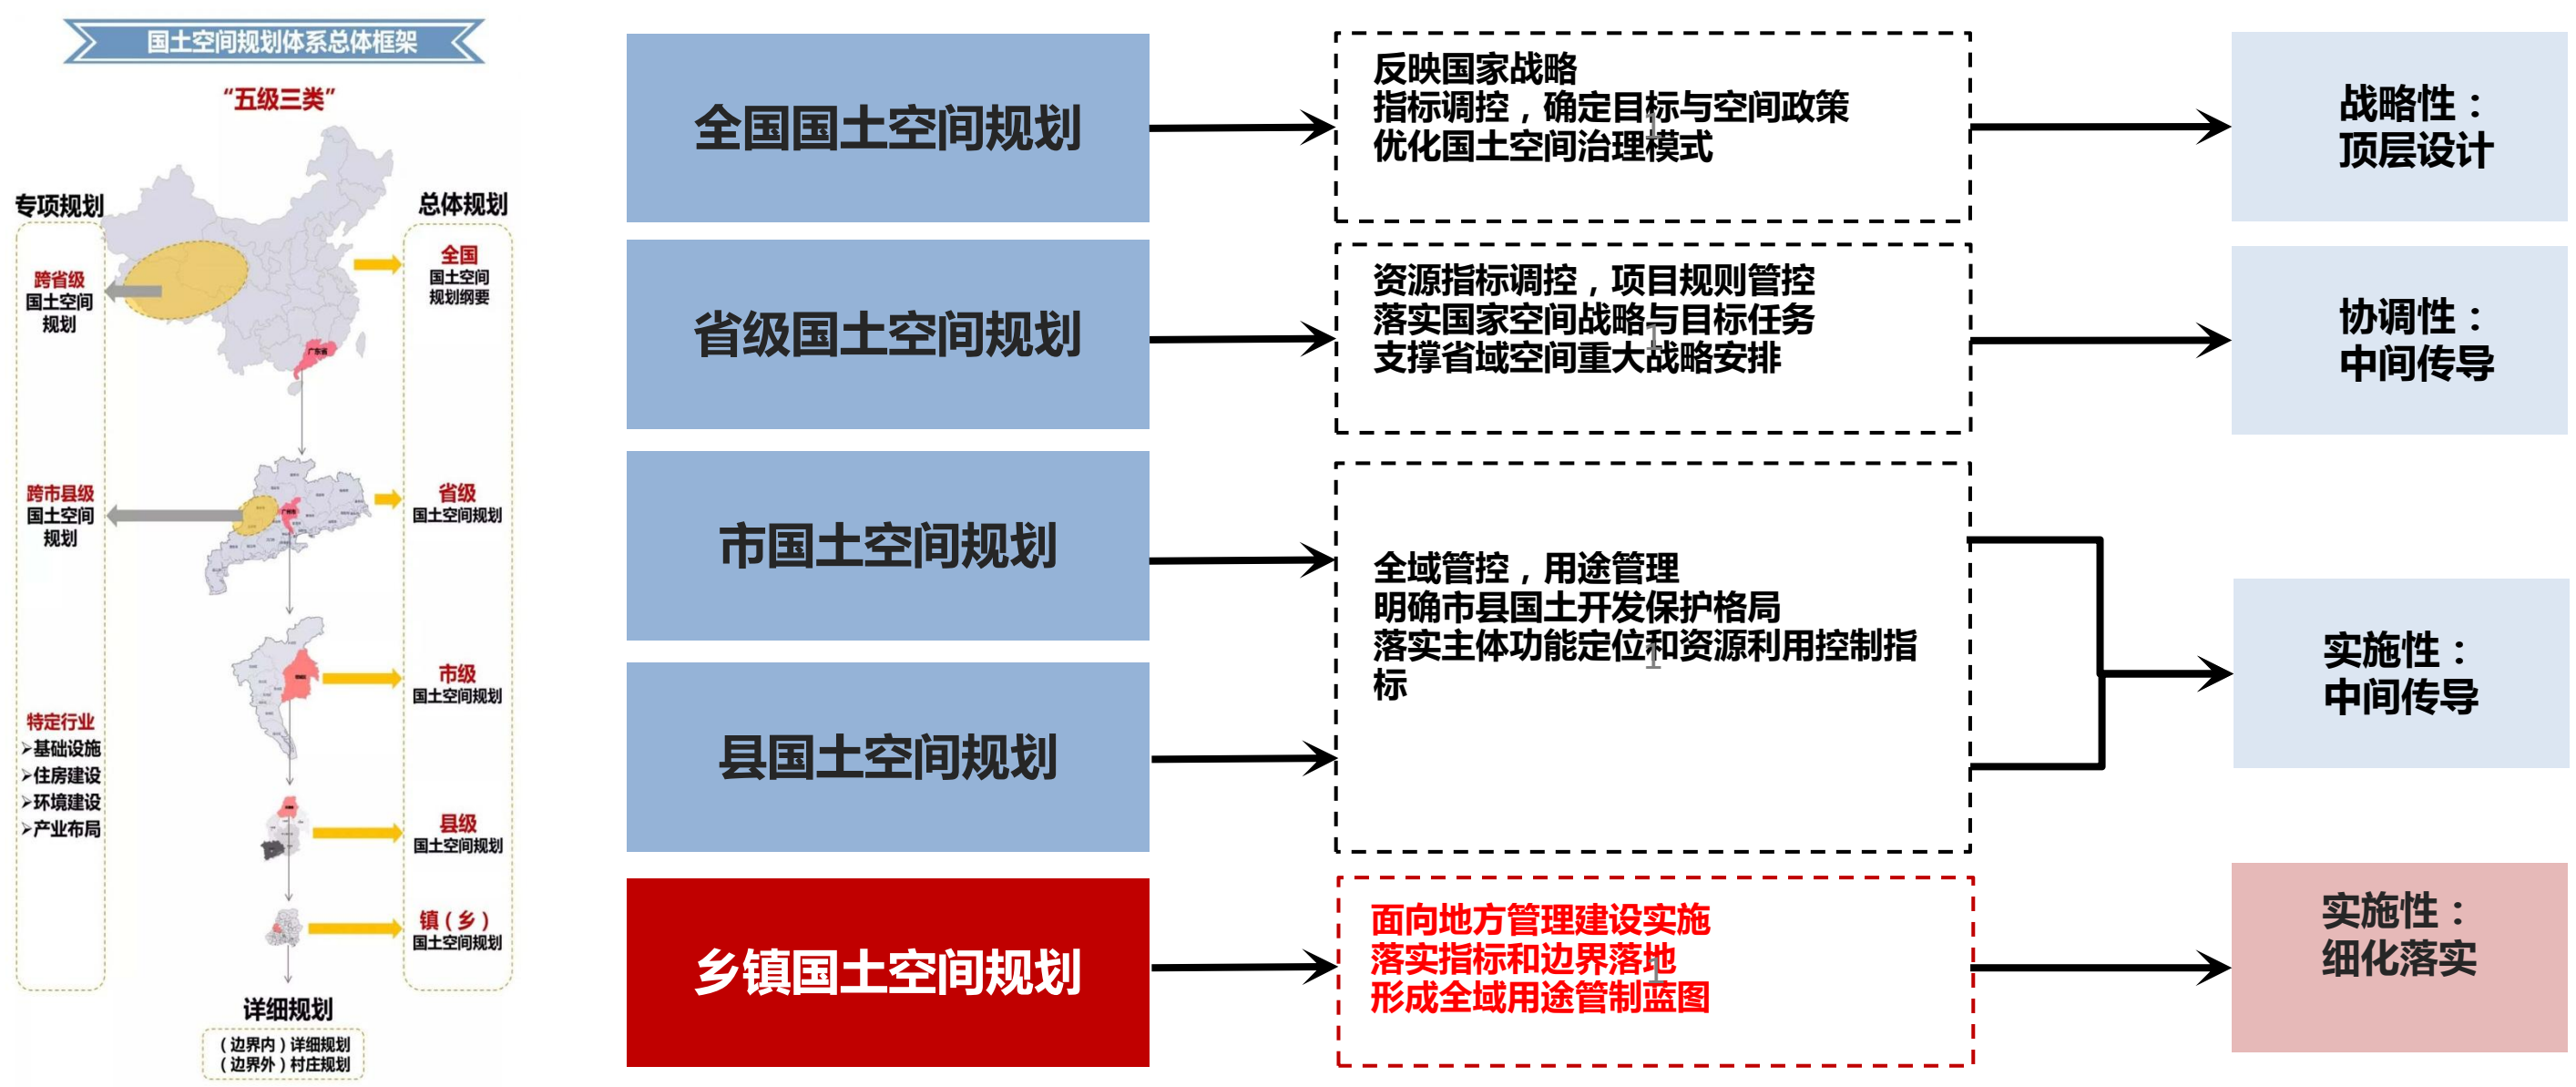 国土空间规划体系总体框架
“五级三类”
专项规划
总体规划
跨省级
国土空间
规划
全国
国土空间
规划纲要
广东省
跨市县级
国土空间
规划
省级
国土空间规划
市级
国土空间规划
特定行业
➢基础设施
➢住房建设
➢环境建设
➢产业布局
县级
国土空间规划
镇（乡）
国土空间规划
详细规划
（边界内）详细规划
（边界外）村庄规划
全国国土空间规划
反映国家战略
指标调控，确定目标与空间政策
优化国土空间治理模式
1
战略性：
顶层设计
省级国土空间规划
资源指标调控，项目规则管控
落实国家空间战略与目标任务
支撑省域空间重大战略安排
1
协调性：
中间传导
市国土空间规划
县国土空间规划
全域管控，用途管理
明确市县国土开发保护格局
落实主体功能定位和资源利用控制指
标
1
实施性：
中间传导
乡镇国土空间规划
面向地方管理建设实施
落实指标和边界落地
形成全域用途管制蓝图
1
实施性：
细化落实